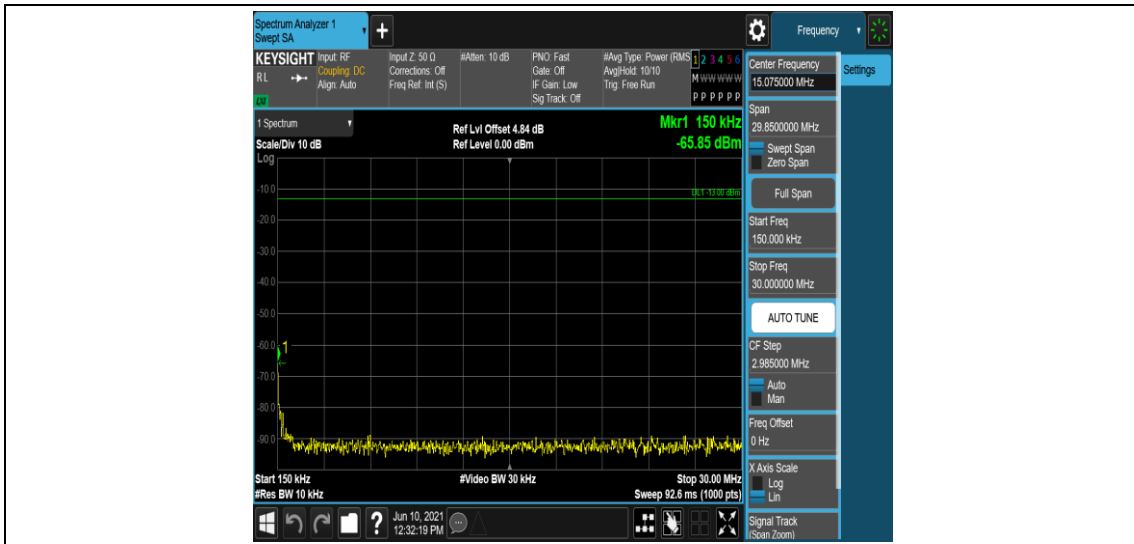 Spectrum Analyzer 1
Swept SA
+
Frequency
KEYSIGHT
RL
LXI
Input: RF
Coupling: DC
Align: Auto
Input Z: 50 Ω
Corrections: Off
Freq Ref: Int (S)
#Atten: 10 dB
PNO: Fast
Gate: Off
IF Gain: Low
Sig Track: Off
#Avg Type: Power (RMS
Avg|Hold: 10/10
Trig: Free Run
1 2 3 4 5 6
M W W W W W
P P P P P P
1 Spectrum
Scale/Div 10 dB
Log
Ref Lvl Offset 4.84 dB
Ref Level 0.00 dBm
Mkr1 150 kHz
-65.85 dBm
DL1 -13.00 dBm
-10.0
-20.0
-30.0
-40.0
-50.0
-60.0
1
-70.0
-80.0
-90.0
Start 150 kHz
#Res BW 10 kHz
#Video BW 30 kHz
Stop 30.00 MHz
Sweep 92.6 ms (1000 pts)
?
Jun 10, 2021
12:32:19 PM
Center Frequency
15.075000 MHz
Settings
Span
29.8500000 MHz
Swept Span
Zero Span
Full Span
Start Freq
150.000 kHz
Stop Freq
30.000000 MHz
AUTO TUNE
CF Step
2.985000 MHz
Auto
Man
Freq Offset
0 Hz
X Axis Scale
Log
Lin
Signal Track
(Span Zoom)